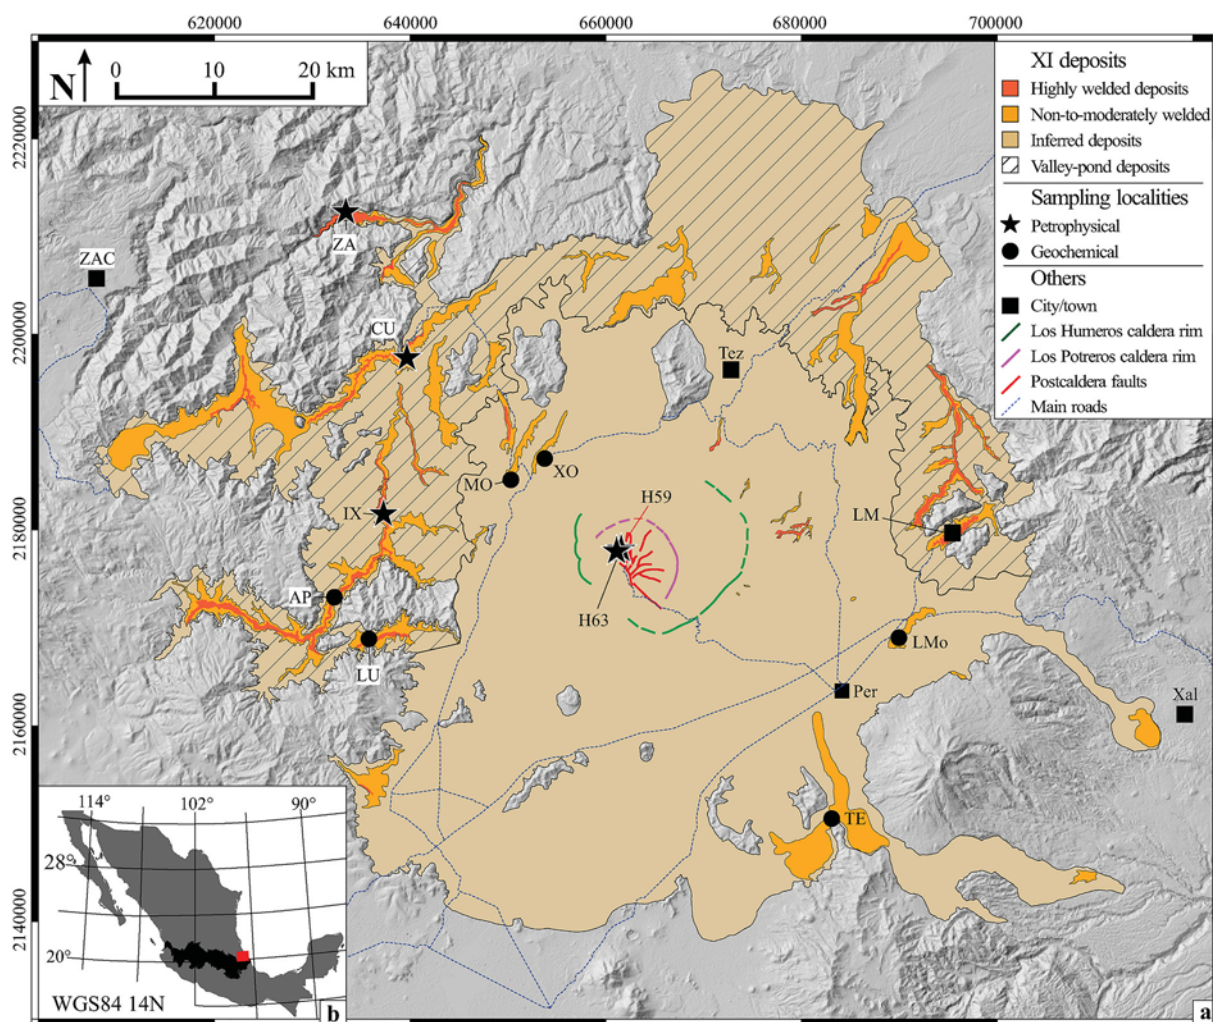 620000
640000
660000
680000
700000
N
0
10
20 km
2220000
2200000
2180000
2160000
2140000
XI deposits
Highly welded deposits
Non-to-moderately welded
Inferred deposits
Valley-pond deposits
Sampling localities
Petrophysical
Geochemical
Others
City/town
Los Humeros caldera rim
Los Potreros caldera rim
Postcaldera faults
Main roads
ZAC
ZA
CU
Tez
MO
XO
IX
H59
LM
H63
AP
LU
LMo
Per
Xal
TE
114°
102°
90°
28°
20°
WGS84 14N
b
a